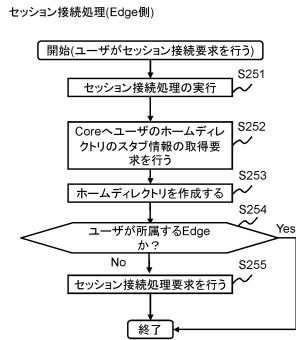 セッション接続処理(Edge側)
開始(ユーザがセッション接続要求を行う)
S251
セッション接続処理の実行
S252
Coreへユーザのホームディレ
クトリのスタブ情報の取得要
求を行う
S253
ホームディレクトリを作成する
S254
ユーザが所属するEdge
か？
Yes
No
S255
セッション接続処理要求を行う
終了